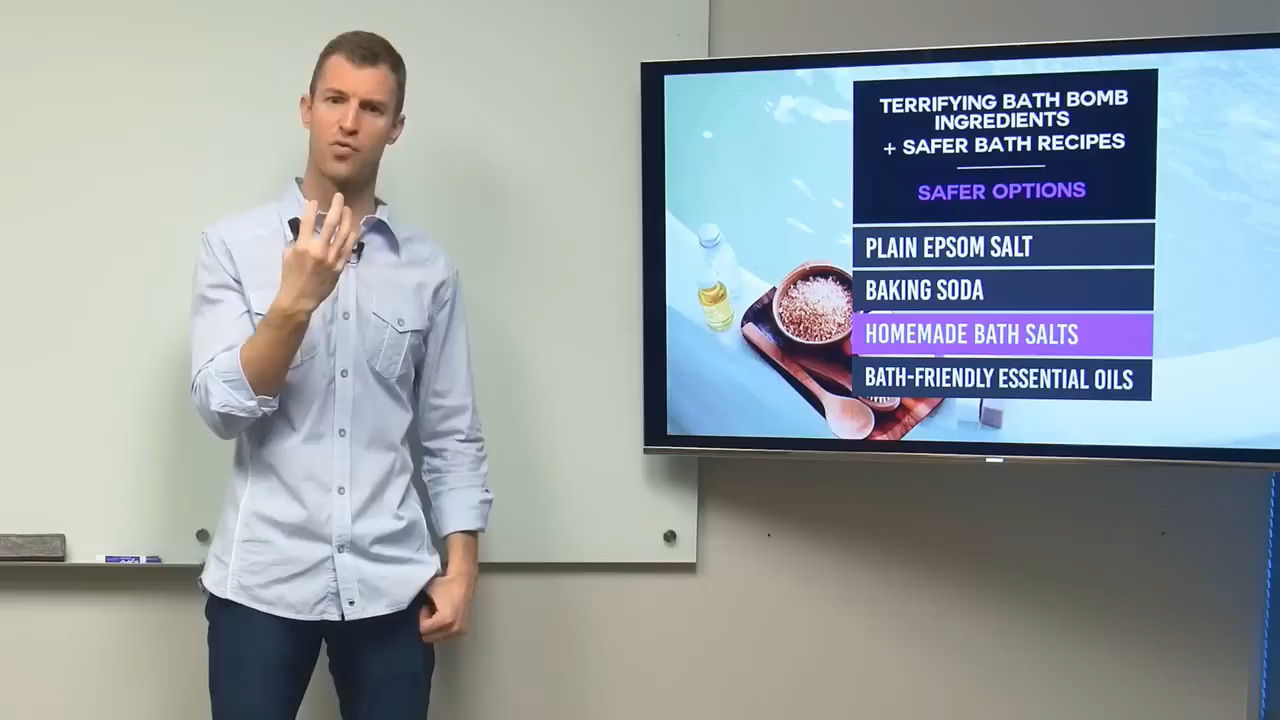 TERRIFYING BATH BOMB
INGREDIENTS
+ SAFER BATH RECIPES
SAFER OPTIONS
PLAIN EPSOM SALT
BAKING SODA
HOMEMADE BATH SALTS
BATH-FRIENDLY ESSENTIAL OILS